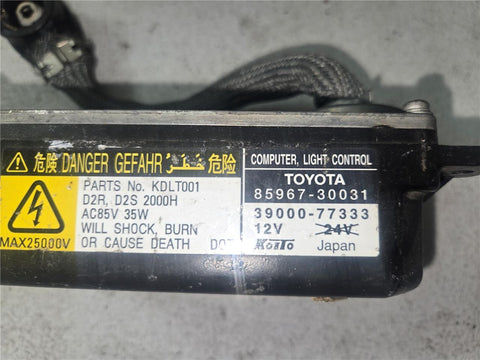 危険 DANGER GEFAHR خطر 危险
PARTS No. KDLT001
D2R, D2S 2000H
AC85V 35W
WILL SHOCK, BURN
OR CAUSE DEATH DOT
MAX25000V
COMPUTER, LIGHT CONTROL
TOYOTA
85967-30031
39000-77333
12V 24V
KOITO Japan